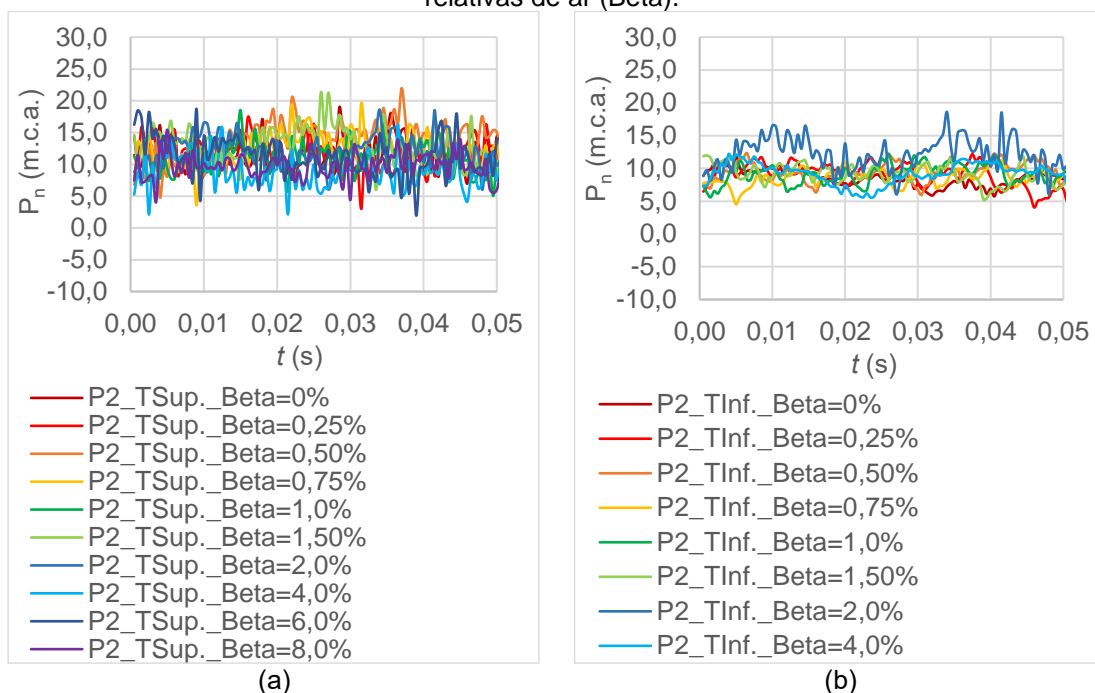 relativas de ar (Beta).
30,0
25,0
20,0
15,0
10,0
5,0
0,0
-5,0
-10,0
Pn (m.c.a.)
0,00 0,01 0,02 0,03 0,04 0,05
t (s)
P2_TSup._Beta=0%
P2_TSup._Beta=0,25%
P2_TSup._Beta=0,50%
P2_TSup._Beta=0,75%
P2_TSup._Beta=1,0%
P2_TSup._Beta=1,50%
P2_TSup._Beta=2,0%
P2_TSup._Beta=4,0%
P2_TSup._Beta=6,0%
P2_TSup._Beta=8,0%
(a)
30,0
25,0
20,0
15,0
10,0
5,0
0,0
-5,0
-10,0
Pn (m.c.a.)
0,00 0,01 0,02 0,03 0,04 0,05
t (s)
P2_TInf._Beta=0%
P2_TInf._Beta=0,25%
P2_TInf._Beta=0,50%
P2_TInf._Beta=0,75%
P2_TInf._Beta=1,0%
P2_TInf._Beta=1,50%
P2_TInf._Beta=2,0%
P2_TInf._Beta=4,0%
(b)